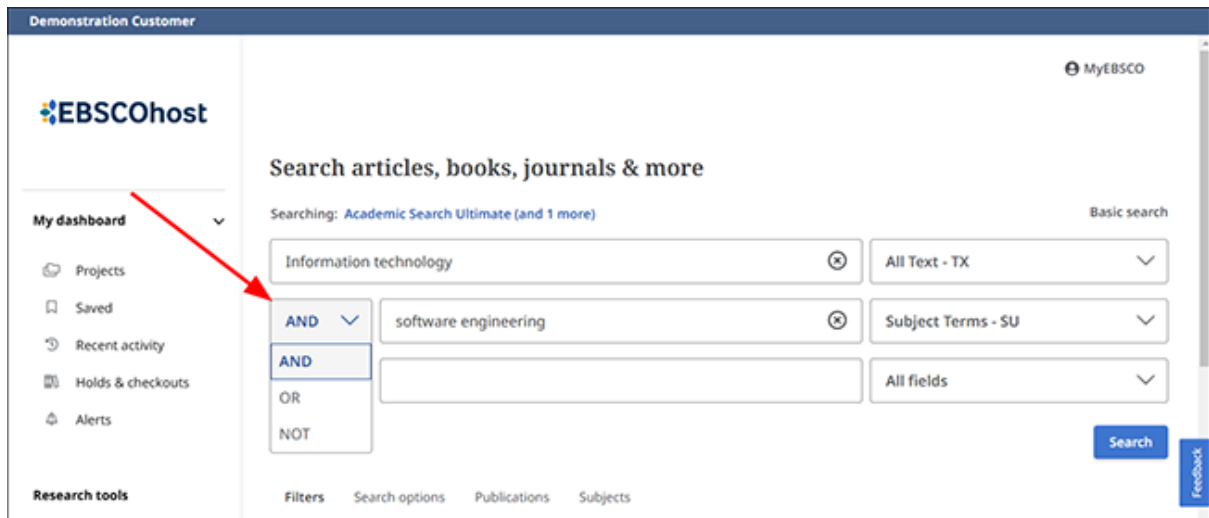 Demonstration Customer
MyEBSCO
EBSCOhost
Search articles, books, journals & more
My dashboard
Searching: Academic Search Ultimate (and 1 more)
Basic search
Projects
Saved
Recent activity
Holds & checkouts
Alerts
Research tools
Information technology
All Text - TX
AND
software engineering
Subject Terms - SU
AND
OR
NOT
All fields
Search
Feedback
Filters Search options Publications Subjects